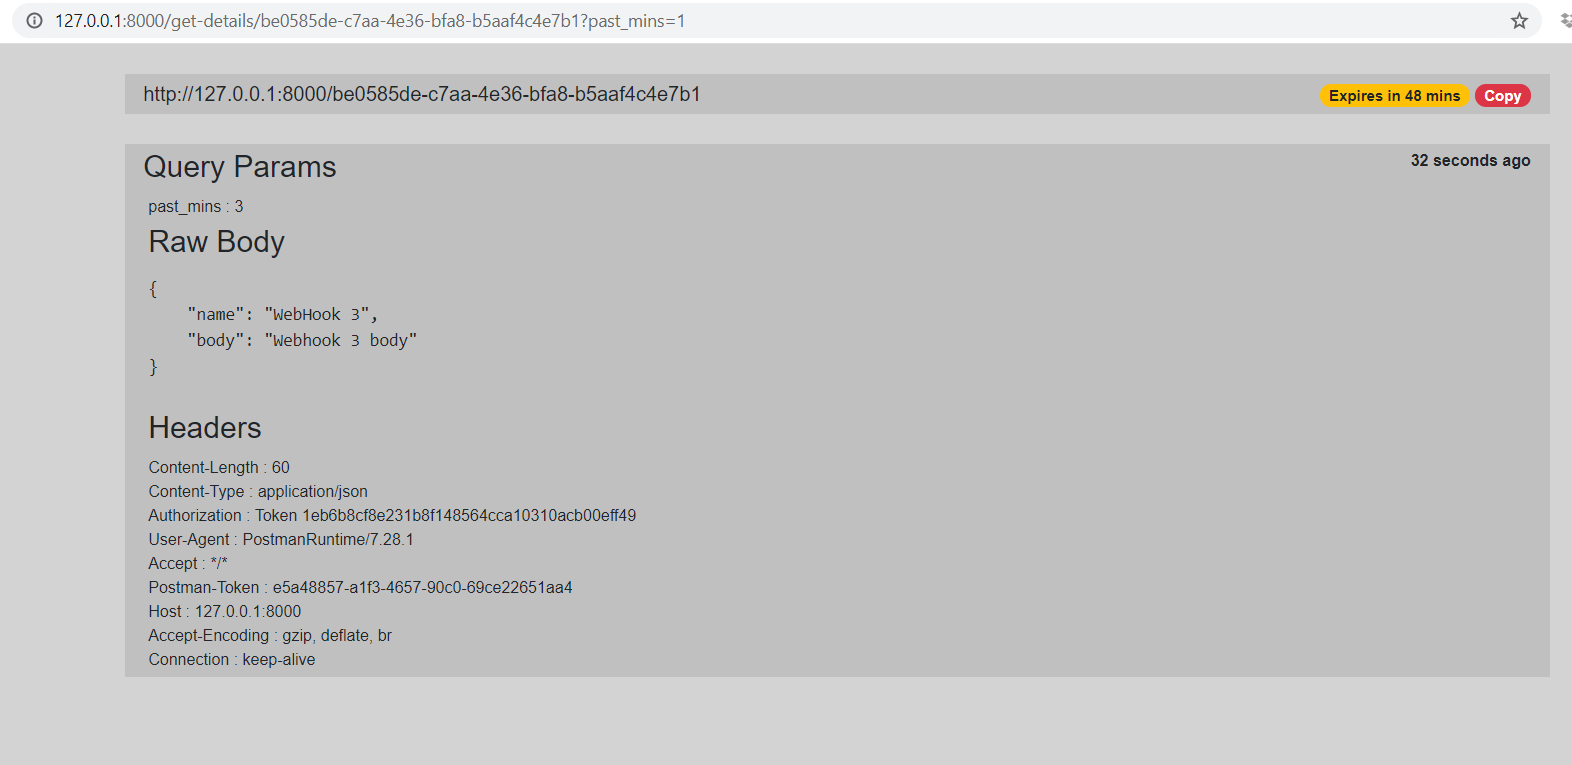 127.0.0.1:8000/get-details/be0585de-c7aa-4e36-bfa8-b5aaf4c4e7b1?past_mins=1
http://127.0.0.1:8000/be0585de-c7aa-4e36-bfa8-b5aaf4c4e7b1
Expires in 48 mins Copy
Query Params
32 seconds ago
past_mins : 3
Raw Body
{
    "name": "WebHook 3",
    "body": "Webhook 3 body"
}
Headers
Content-Length : 60
Content-Type : application/json
Authorization : Token 1eb6b8cf8e231b8f148564cca10310acb00eff49
User-Agent : PostmanRuntime/7.28.1
Accept : */*
Postman-Token : e5a48857-a1f3-4657-90c0-69ce22651aa4
Host : 127.0.0.1:8000
Accept-Encoding : gzip, deflate, br
Connection : keep-alive